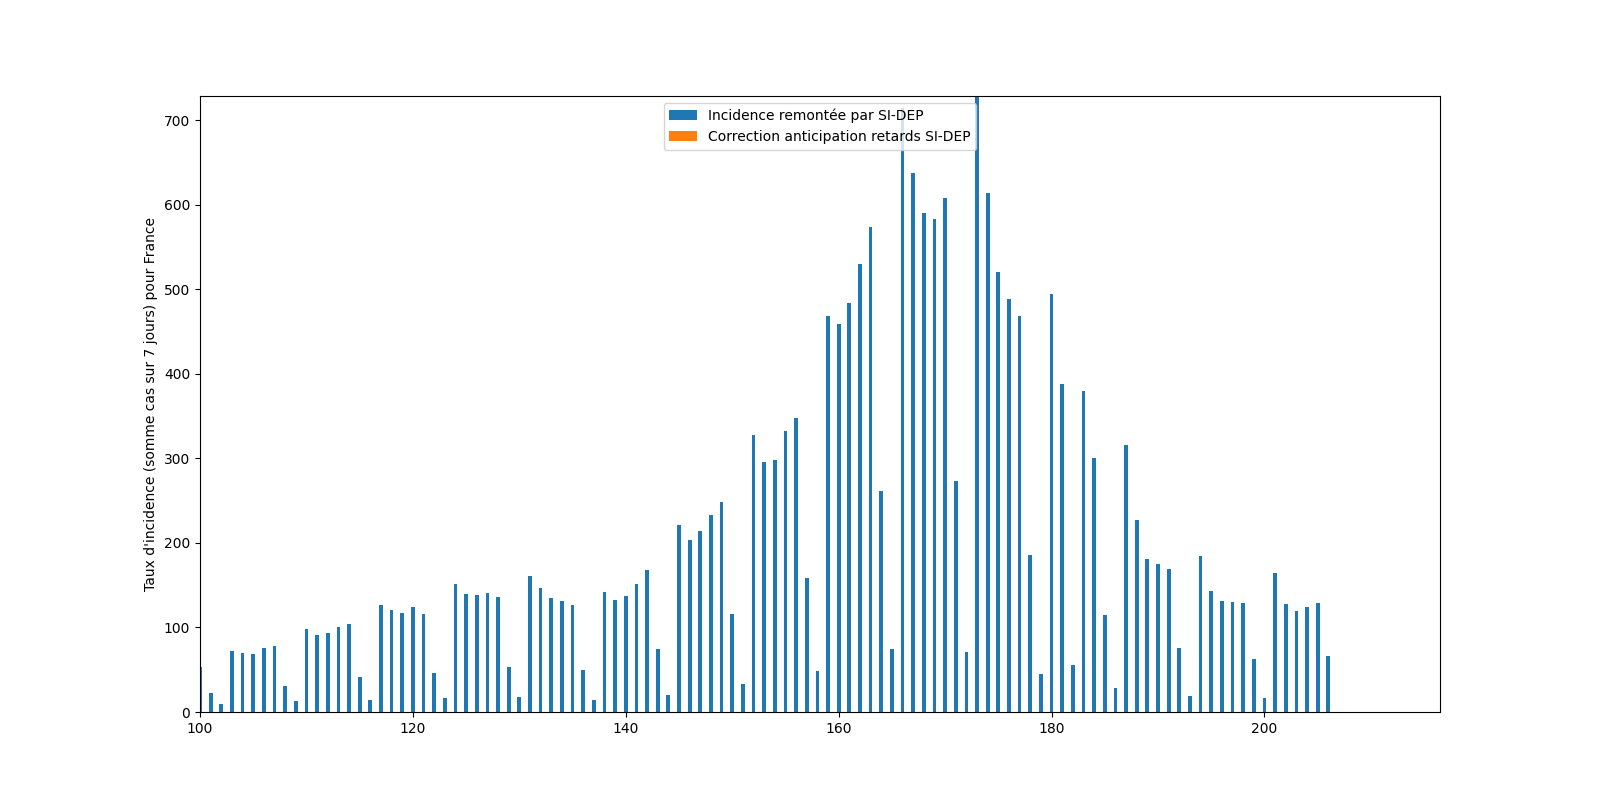 Incidence remontée par SI-DEP
Correction anticipation retards SI-DEP
Taux d'incidence (somme cas sur 7 jours) pour France
700
600
500
400
300
200
100
0
100 120 140 160 180 200